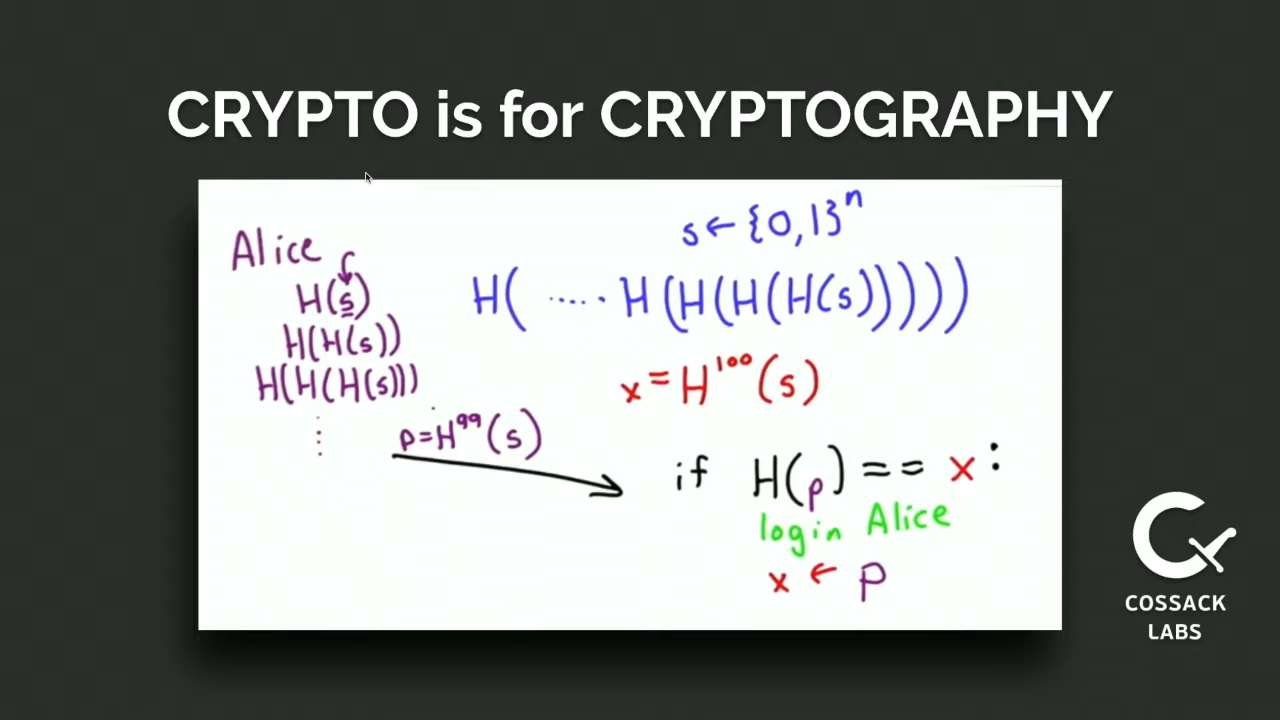 CRYPTO is for CRYPTOGRAPHY
Alice
H(s)
H(H(s))
H(H(H(s)))
⋮
p=H⁹⁹(s)
s←{0,1}ⁿ
H( ..... H(H(H(H(s)))))
x=H¹⁰⁰(s)
if H(p) == x:
login Alice
x ← p
COSSACK
LABS